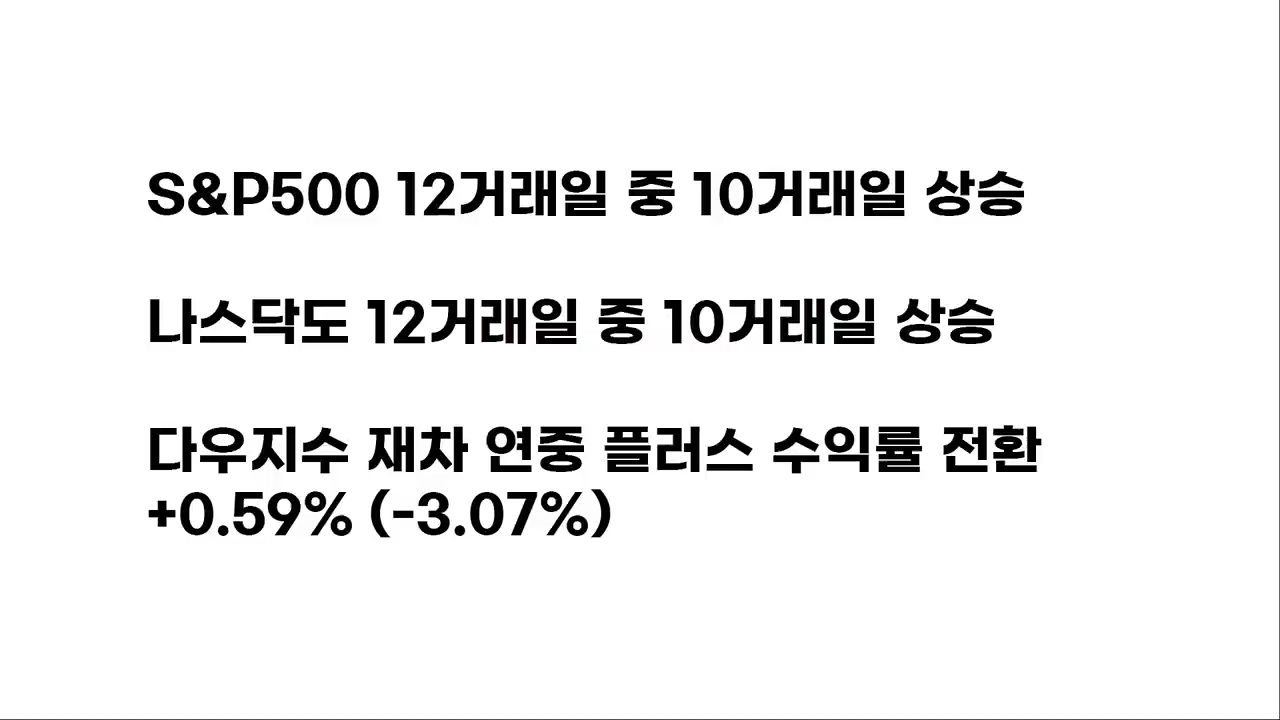 S&P500 12거래일 중 10거래일 상승
나스닥도 12거래일 중 10거래일 상승
다우지수 재차 연중 플러스 수익률 전환
+0.59% (-3.07%)